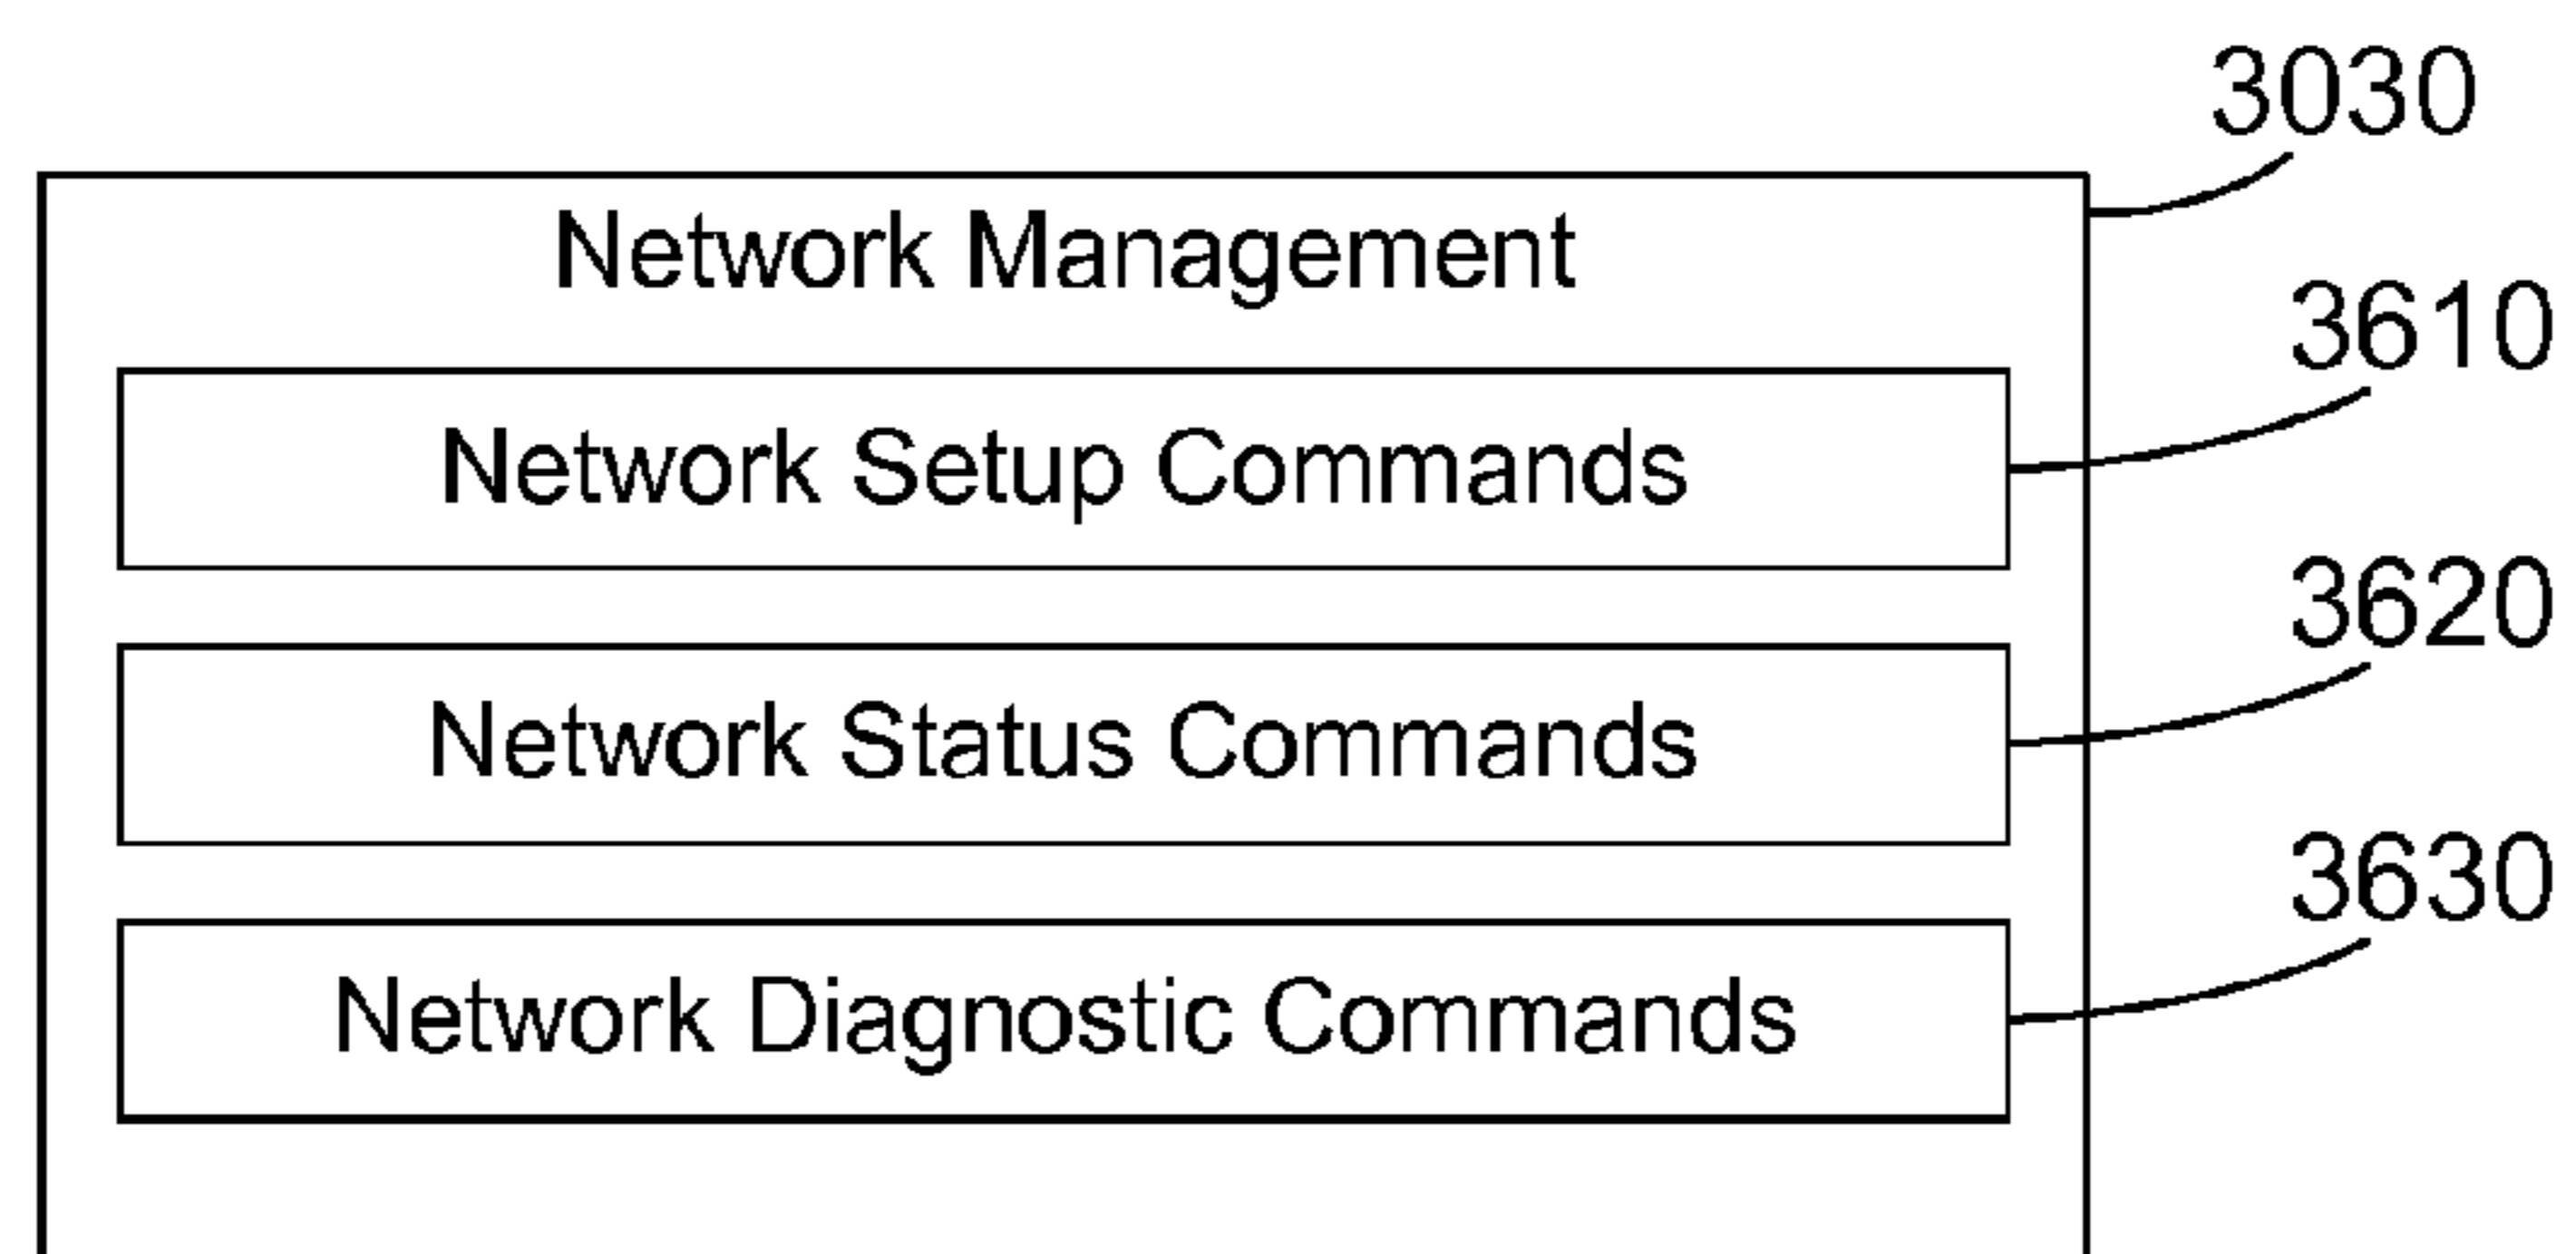 3030
Network Management
3610
Network Setup Commands
3620
Network Status Commands
3630
Network Diagnostic Commands